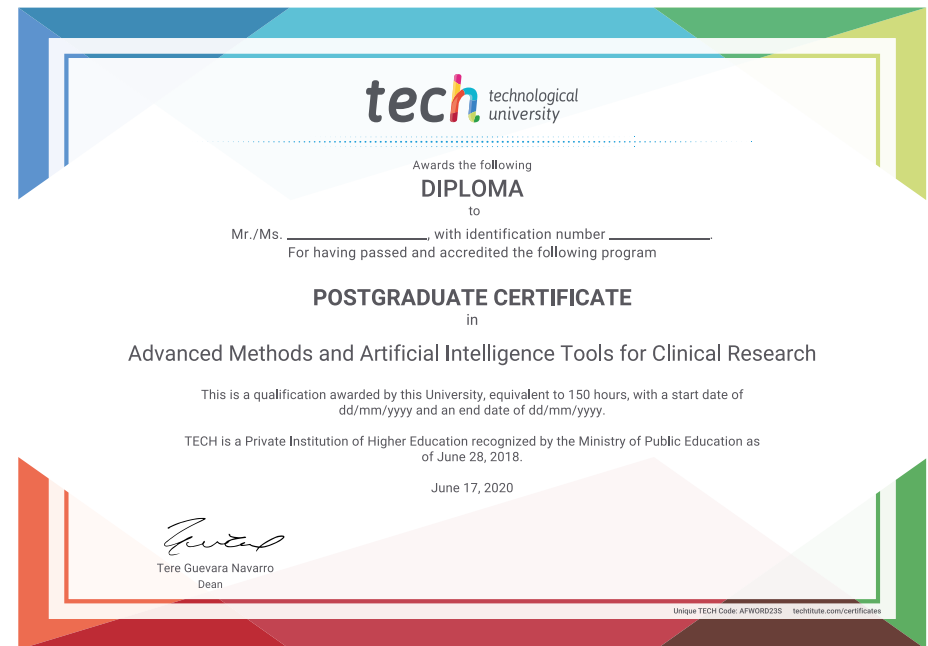 tech technological
university
Awards the following
DIPLOMA
to
Mr./Ms. ____________________, with identification number ______________.
For having passed and accredited the following program
POSTGRADUATE CERTIFICATE
in
Advanced Methods and Artificial Intelligence Tools for Clinical Research
This is a qualification awarded by this University, equivalent to 150 hours, with a start date of
dd/mm/yyyy and an end date of dd/mm/yyyy.
TECH is a Private Institution of Higher Education recognized by the Ministry of Public Education as
of June 28, 2018.
June 17, 2020
Tere Guevara Navarro
Dean
Unique TECH Code: AFWORD23S techtitute.com/certificates